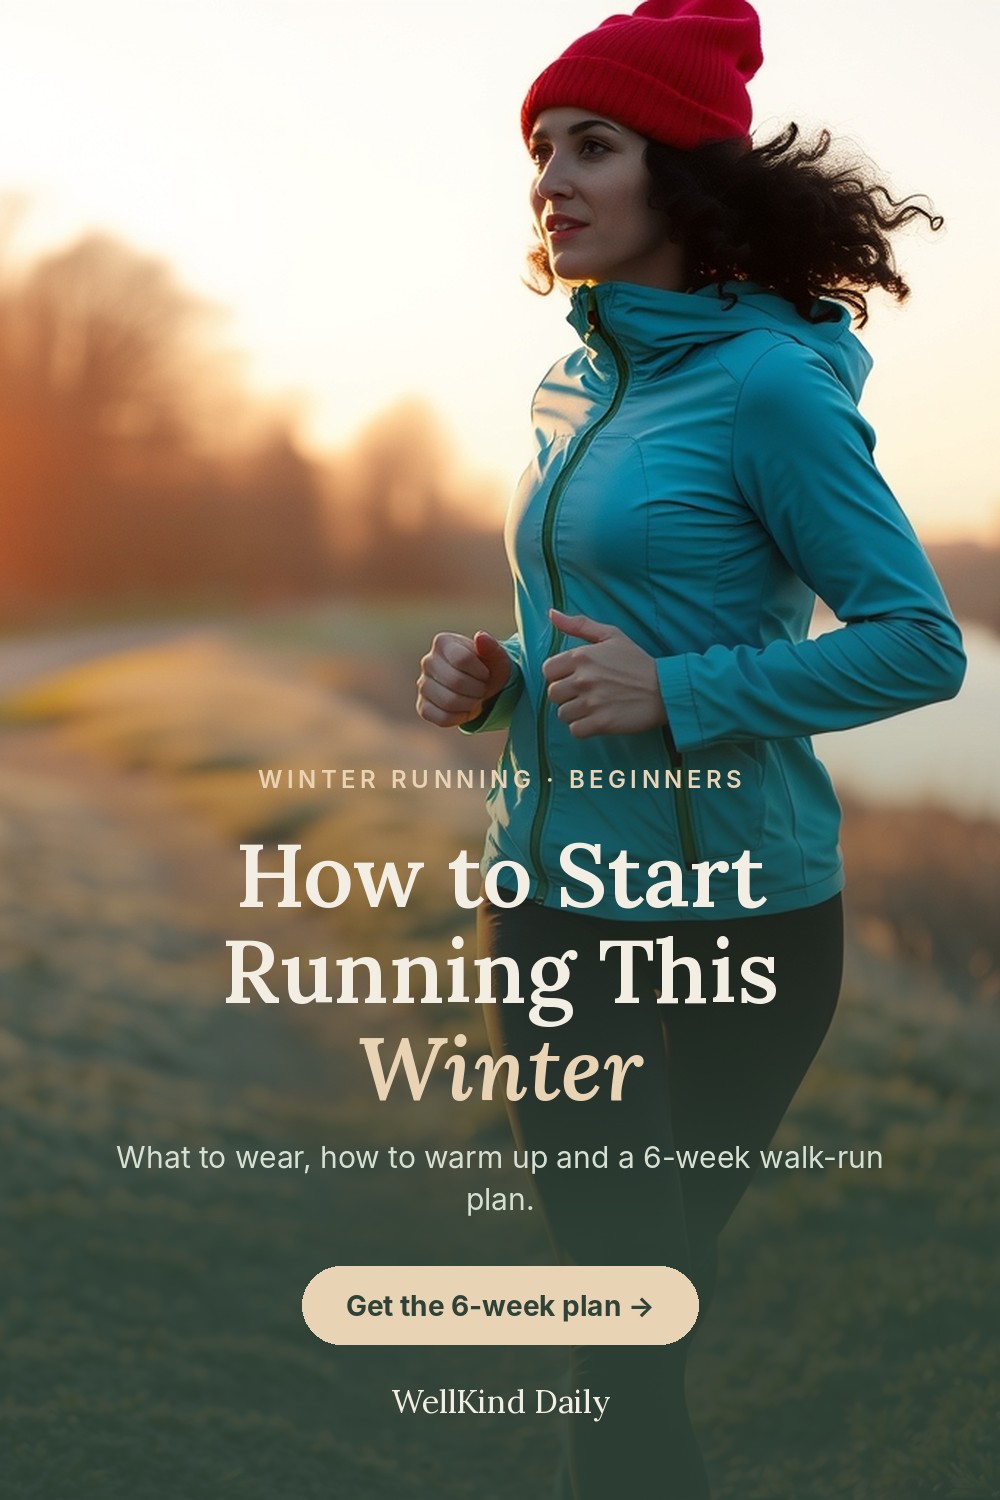 WINTER RUNNING · BEGINNERS
How to Start
Running This
Winter
What to wear, how to warm up and a 6-week walk-run
plan.
Get the 6-week plan →
WellKind Daily